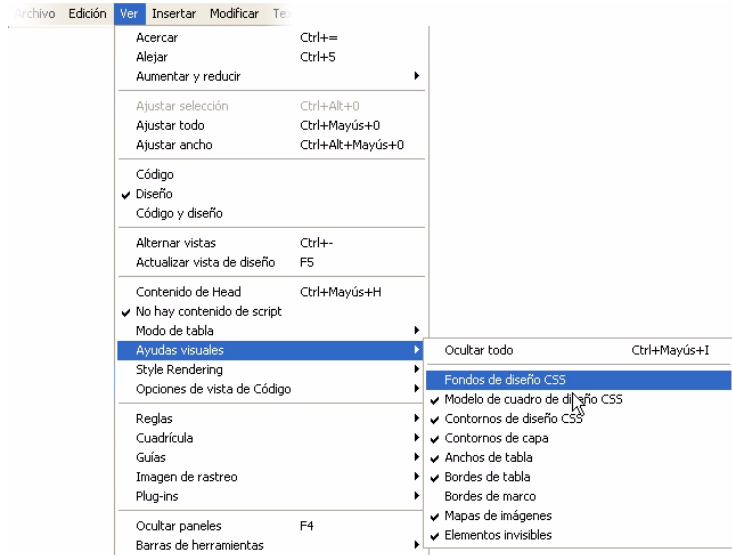 Archivo Edición Ver Insertar Modificar
Acercar Ctrl+=
Alejar Ctrl+5
Aumentar y reducir
Ajustar selección Ctrl+Alt+0
Ajustar todo Ctrl+Mayús+0
Ajustar ancho Ctrl+Alt+Mayús+0
Código
Diseño
Código y diseño
Alternar vistas Ctrl+-
Actualizar vista de diseño F5
Contenido de Head Ctrl+Mayús+H
No hay contenido de script
Modo de tabla
Ayudas visuales
Ocultar todo Ctrl+Mayús+I
Style Rendering
Opciones de vista de Código
Fondos de diseño CSS
Modelo de cuadro de diseño CSS
Contornos de diseño CSS
Contornos de capa
Anchos de tabla
Bordes de tabla
Bordes de marco
Mapas de imágenes
Elementos invisibles
Reglas
Cuadrícula
Guías
Imagen de rastreo
Plug-ins
Ocultar paneles F4
Barras de herramientas